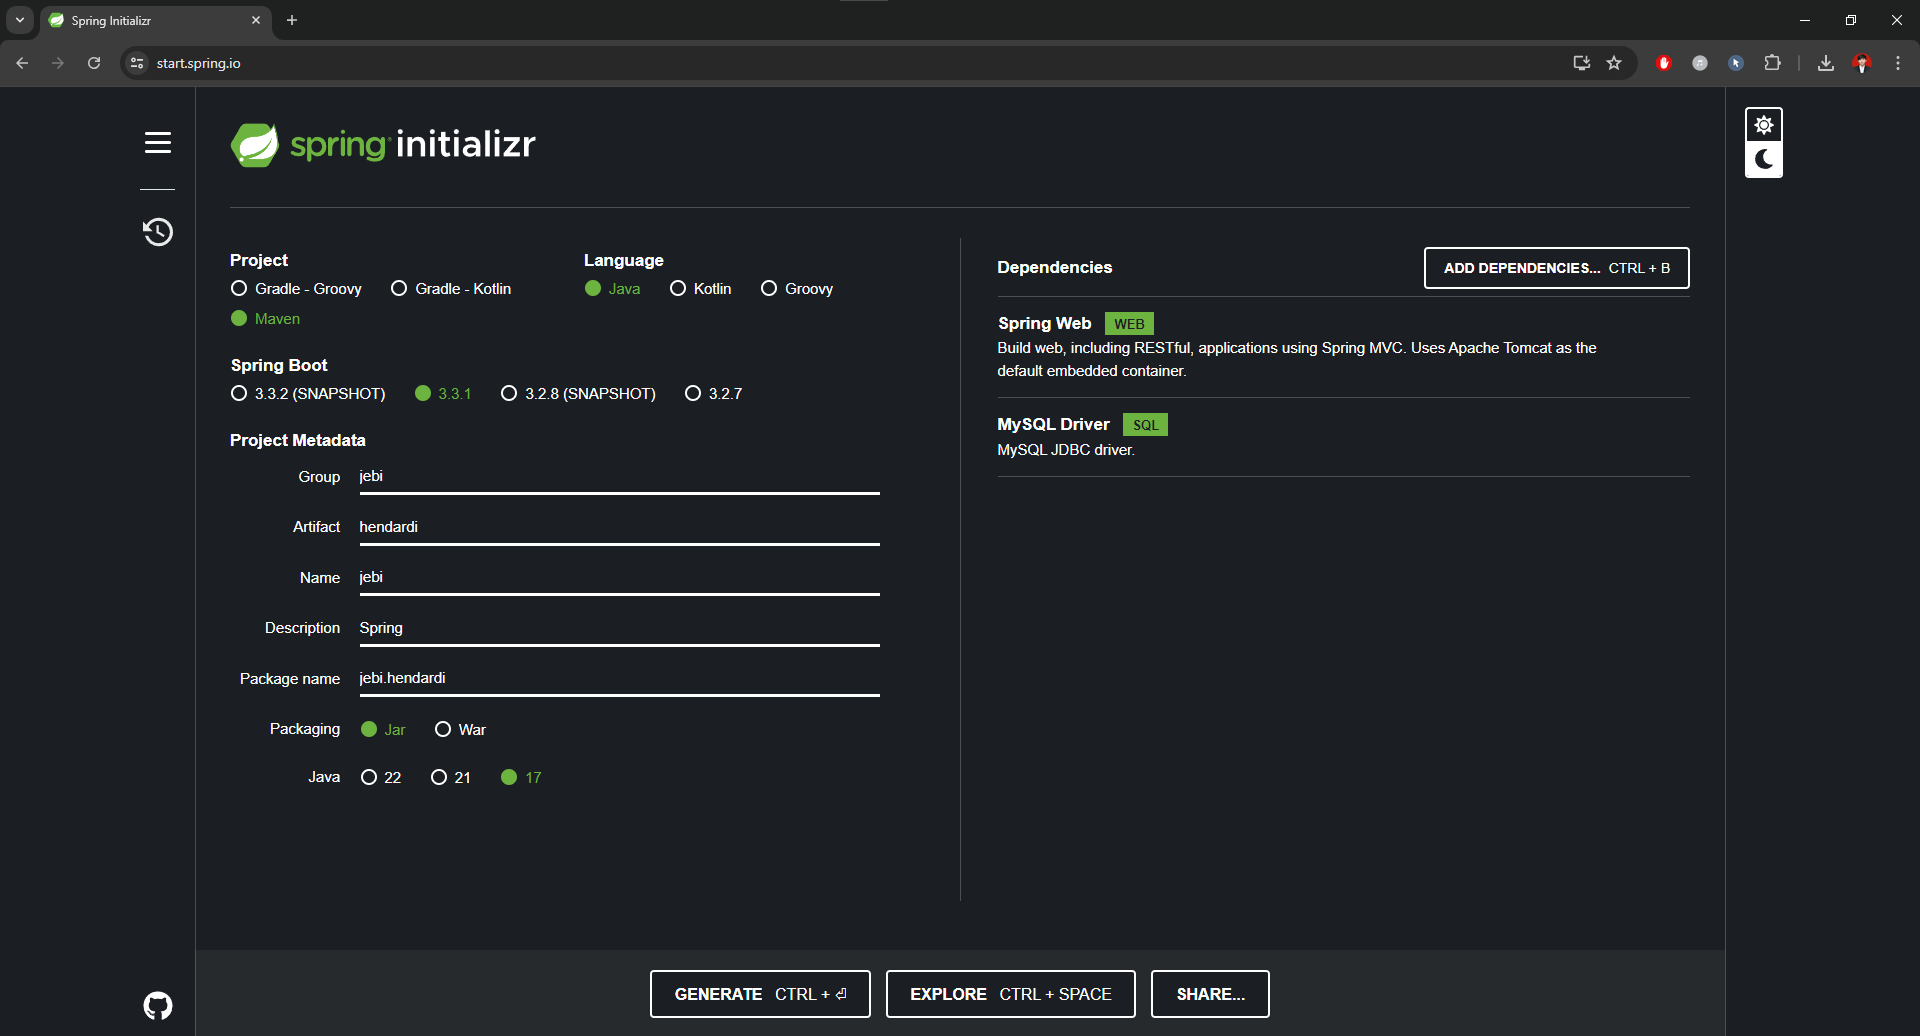 Spring Initializr
start.spring.io
spring initializr
Project
Gradle - Groovy Gradle - Kotlin
Maven
Language
Java Kotlin Groovy
Spring Boot
3.3.2 (SNAPSHOT) 3.3.1 3.2.8 (SNAPSHOT) 3.2.7
Project Metadata
Group jebi
Artifact hendardi
Name jebi
Description Spring
Package name jebi.hendardi
Packaging Jar War
Java 22 21 17
Dependencies ADD DEPENDENCIES... CTRL + B
Spring Web WEB
Build web, including RESTful, applications using Spring MVC. Uses Apache Tomcat as the
default embedded container.
MySQL Driver SQL
MySQL JDBC driver.
GENERATE CTRL + ⏎ EXPLORE CTRL + SPACE SHARE...